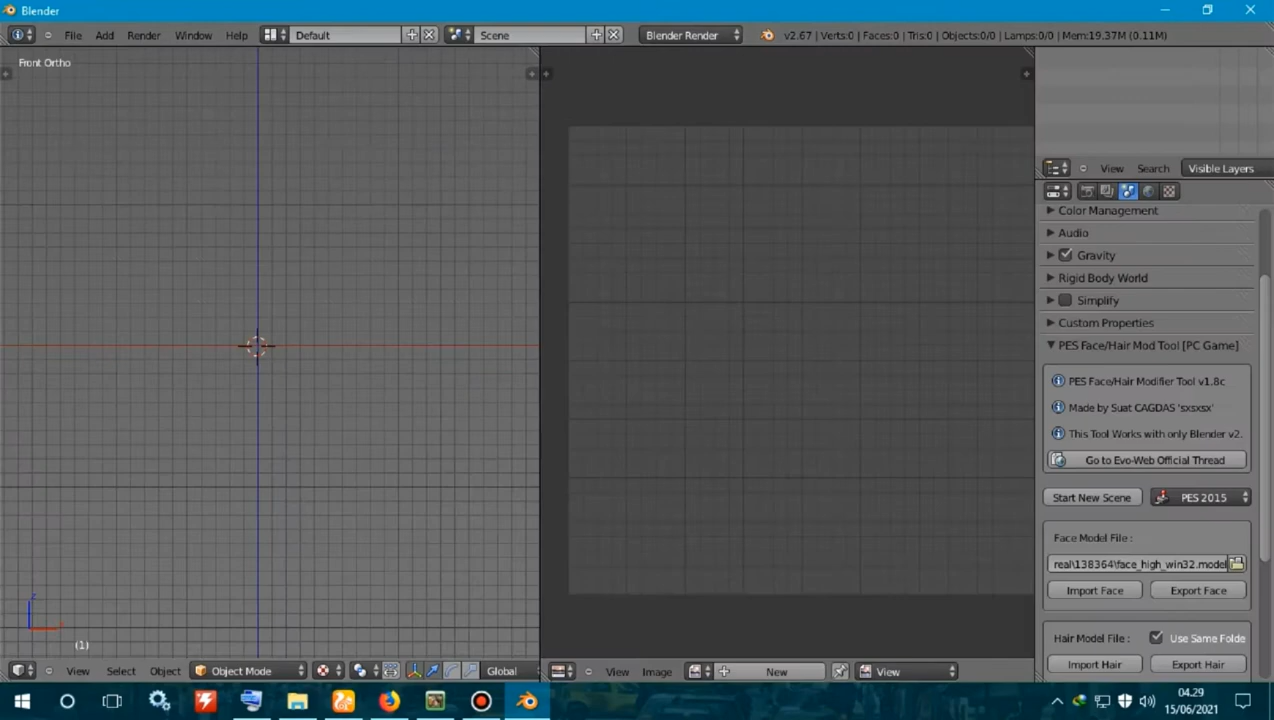 Blender
File Add Render Window Help Default Scene Blender Render v2.67 | Verts:0 | Faces:0 | Tris:0 | Objects:0/0 | Lamps:0/0 | Mem:19.37M (0.11M)
Front Ortho
View Search Visible Layers
Color Management
Audio
Gravity
Rigid Body World
Simplify
Custom Properties
PES Face/Hair Mod Tool [PC Game]
PES Face/Hair Modifier Tool v1.8c
Made by Suat CAGDAS 'sxsxsx'
This Tool Works with only Blender v2.
Go to Evo-Web Official Thread
Start New Scene PES 2015
Face Model File :
real\138364\face_high_win32.model
Import Face Export Face
Hair Model File : Use Same Folde
Import Hair Export Hair
z
x
(1)
View Select Object Object Mode Global
View Image New View
04.29
15/06/2021